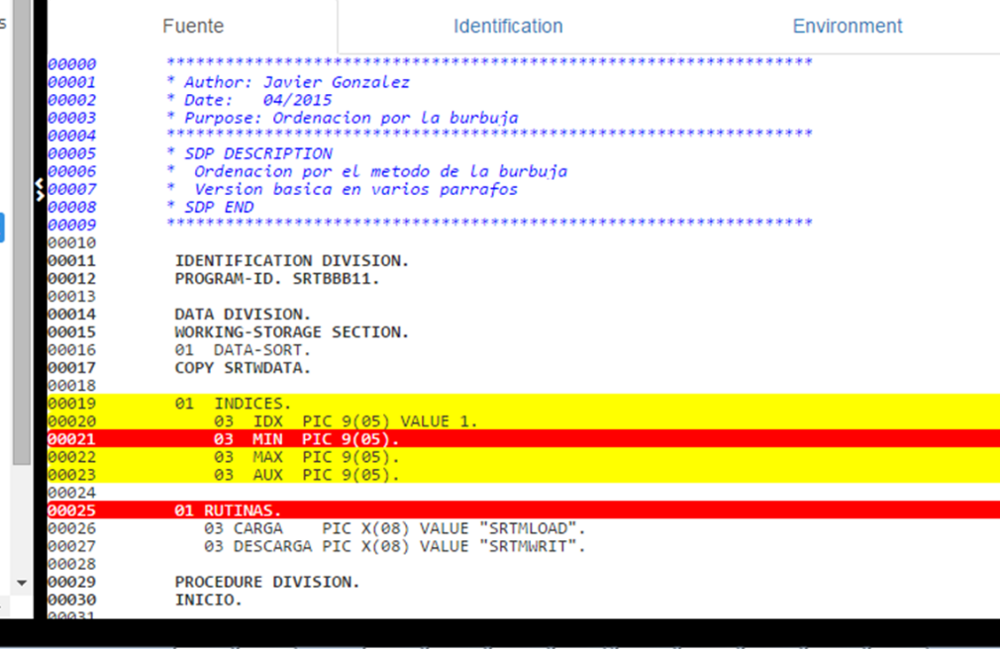 s
Fuente Identification Environment
00000 ******************************************************************
00001 * Author: Javier Gonzalez
00002 * Date:   04/2015
00003 * Purpose: Ordenacion por la burbuja
00004 ******************************************************************
00005 * SDP DESCRIPTION
00006 *  Ordenacion por el metodo de la burbuja
00007 *  Version basica en varios parrafos
00008 * SDP END
00009 ******************************************************************
00010
00011 IDENTIFICATION DIVISION.
00012 PROGRAM-ID. SRTBBB11.
00013
00014 DATA DIVISION.
00015 WORKING-STORAGE SECTION.
00016 01  DATA-SORT.
00017 COPY SRTWDATA.
00018
00019 01  INDICES.
00020     03  IDX  PIC 9(05) VALUE 1.
00021     03  MIN  PIC 9(05).
00022     03  MAX  PIC 9(05).
00023     03  AUX  PIC 9(05).
00024
00025 01 RUTINAS.
00026    03 CARGA    PIC X(08) VALUE "SRTMLOAD".
00027    03 DESCARGA PIC X(08) VALUE "SRTMWRIT".
00028
00029 PROCEDURE DIVISION.
00030 INICIO.
00031